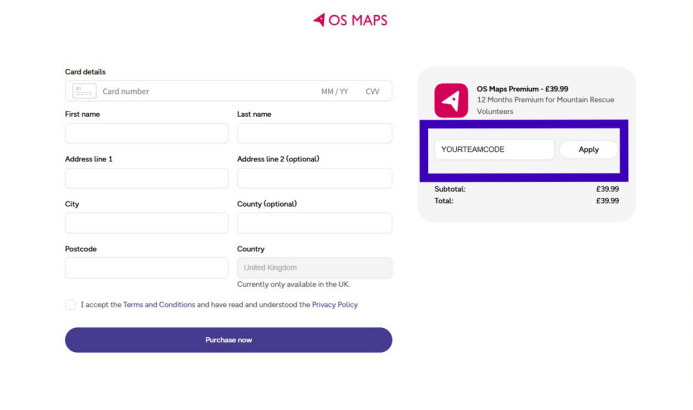 OS MAPS
Card details
Card number MM / YY CVV
First name Last name
Address line 1 Address line 2 (optional)
City County (optional)
Postcode Country
United Kingdom
Currently only available in the UK.
I accept the Terms and Conditions and have read and understood the Privacy Policy
Purchase now
OS Maps Premium - £39.99
12 Months Premium for Mountain Rescue
Volunteers
YOURTEAMCODE Apply
Subtotal: £39.99
Total: £39.99